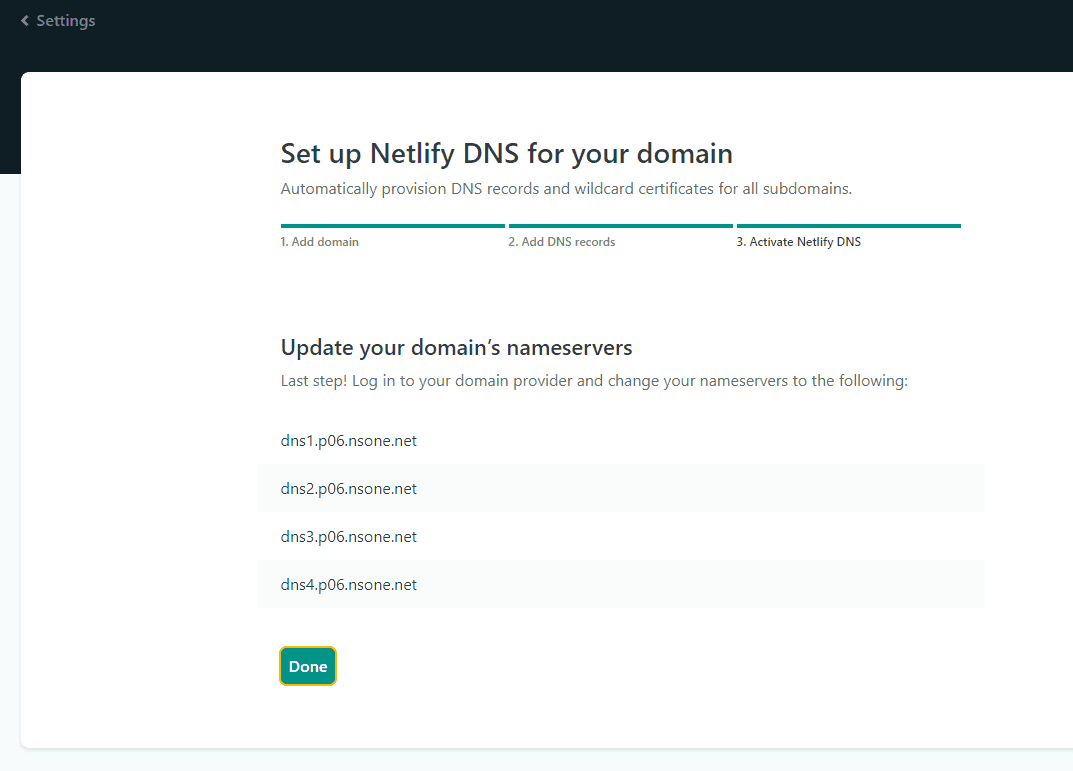 Settings
Set up Netlify DNS for your domain
Automatically provision DNS records and wildcard certificates for all subdomains.
1. Add domain
2. Add DNS records
3. Activate Netlify DNS
Update your domain’s nameservers
Last step! Log in to your domain provider and change your nameservers to the following:
dns1.p06.nsone.net
dns2.p06.nsone.net
dns3.p06.nsone.net
dns4.p06.nsone.net
Done